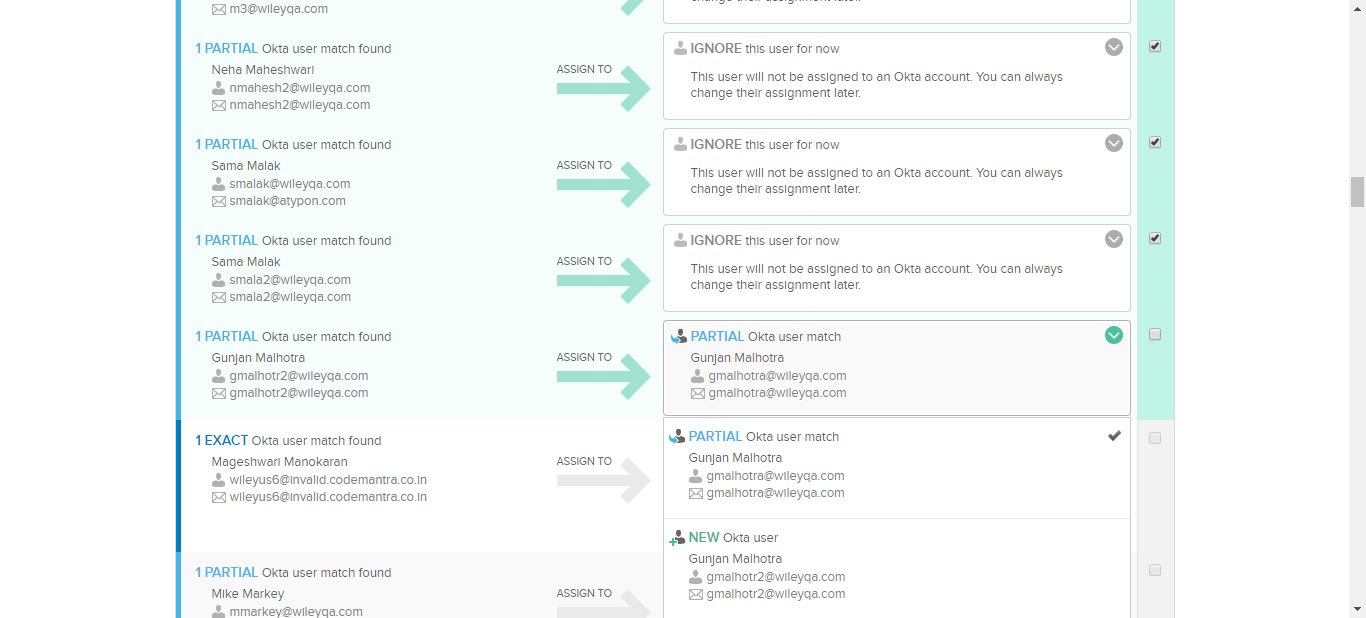 change their assignment later.
m3@wileyqa.com
1 PARTIAL Okta user match found
Neha Maheshwari
nmahesh2@wileyqa.com
nmahesh2@wileyqa.com
ASSIGN TO
IGNORE this user for now
This user will not be assigned to an Okta account. You can always
change their assignment later.
1 PARTIAL Okta user match found
Sama Malak
smalak@wileyqa.com
smalak@atypon.com
ASSIGN TO
IGNORE this user for now
This user will not be assigned to an Okta account. You can always
change their assignment later.
1 PARTIAL Okta user match found
Sama Malak
smala2@wileyqa.com
smala2@wileyqa.com
ASSIGN TO
IGNORE this user for now
This user will not be assigned to an Okta account. You can always
change their assignment later.
1 PARTIAL Okta user match found
Gunjan Malhotra
gmalhotr2@wileyqa.com
gmalhotr2@wileyqa.com
ASSIGN TO
PARTIAL Okta user match
Gunjan Malhotra
gmalhotra@wileyqa.com
gmalhotra@wileyqa.com
1 EXACT Okta user match found
Mageshwari Manokaran
wileyus6@invalid.codemantra.co.in
wileyus6@invalid.codemantra.co.in
ASSIGN TO
PARTIAL Okta user match
Gunjan Malhotra
gmalhotra@wileyqa.com
gmalhotra@wileyqa.com
NEW Okta user
Gunjan Malhotra
gmalhotr2@wileyqa.com
gmalhotr2@wileyqa.com
1 PARTIAL Okta user match found
Mike Markey
mmarkey@wileyqa.com
ASSIGN TO